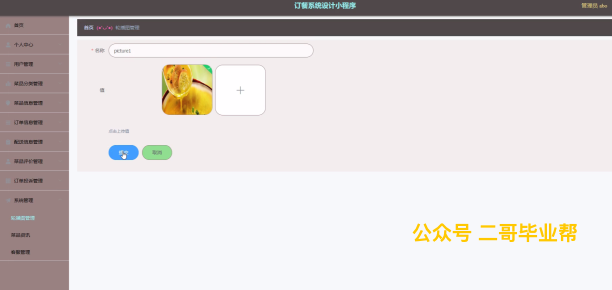 订餐系统设计小程序
管理员 abo
首页 (●'◡'●) 轮播图管理
首页
个人中心
用户管理
菜品分类管理
菜品信息管理
订单信息管理
配送信息管理
菜品评价管理
订单投诉管理
系统管理
轮播图管理
菜品资讯
客服管理
* 名称
picture1
值
点击上传值
提交
取消
公众号 二哥毕业帮